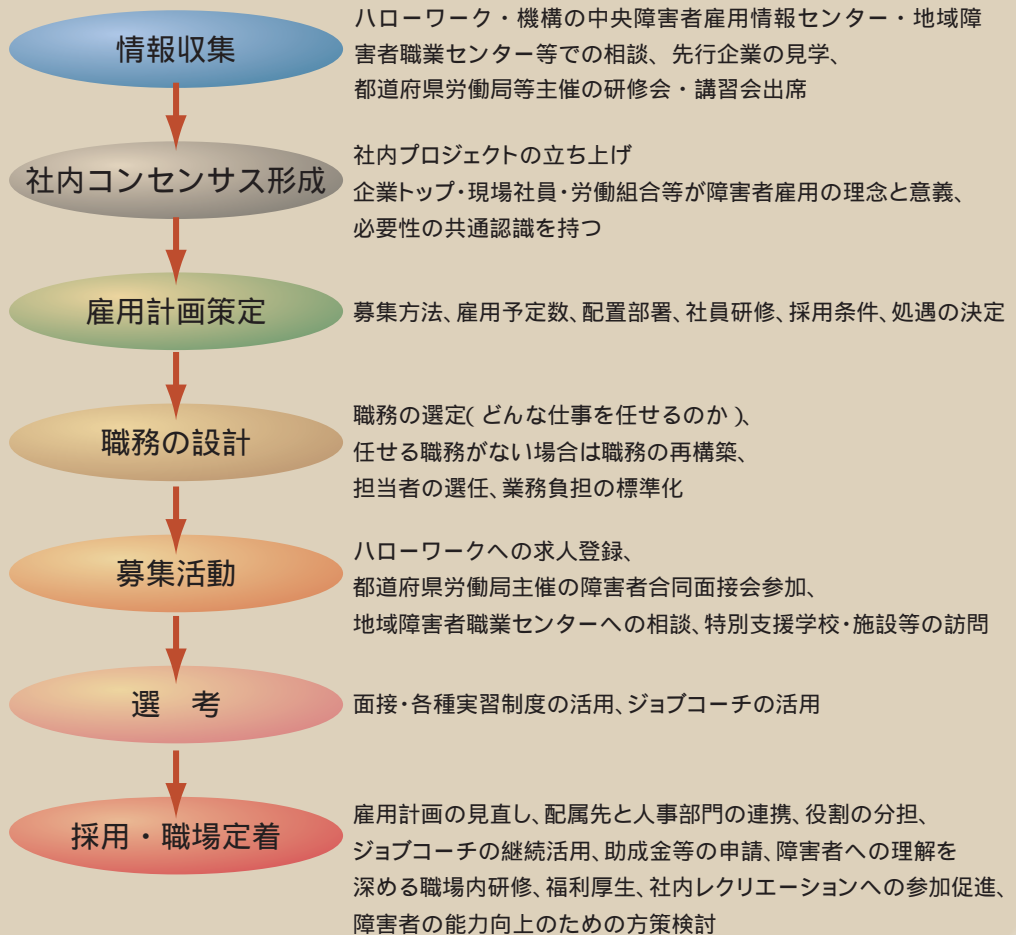 情報収集
ハローワーク・機構の中央障害者雇用情報センター・地域障
害者職業センター等での相談、先行企業の見学、
都道府県労働局等主催の研修会・講習会出席
社内コンセンサス形成
社内プロジェクトの立ち上げ
企業トップ・現場社員・労働組合等が障害者雇用の理念と意義、
必要性の共通認識を持つ
雇用計画策定
募集方法、雇用予定数、配置部署、社員研修、採用条件、処遇の決定
職務の設計
職務の選定(どんな仕事を任せるのか)、
任せる職務がない場合は職務の再構築、
担当者の選任、業務負担の標準化
募集活動
ハローワークへの求人登録、
都道府県労働局主催の障害者合同面接会参加、
地域障害者職業センターへの相談、特別支援学校・施設等の訪問
選 考
面接・各種実習制度の活用、ジョブコーチの活用
採用・職場定着
雇用計画の見直し、配属先と人事部門の連携、役割の分担、
ジョブコーチの継続活用、助成金等の申請、障害者への理解を
深める職場内研修、福利厚生、社内レクリエーションへの参加促進、
障害者の能力向上のための方策検討